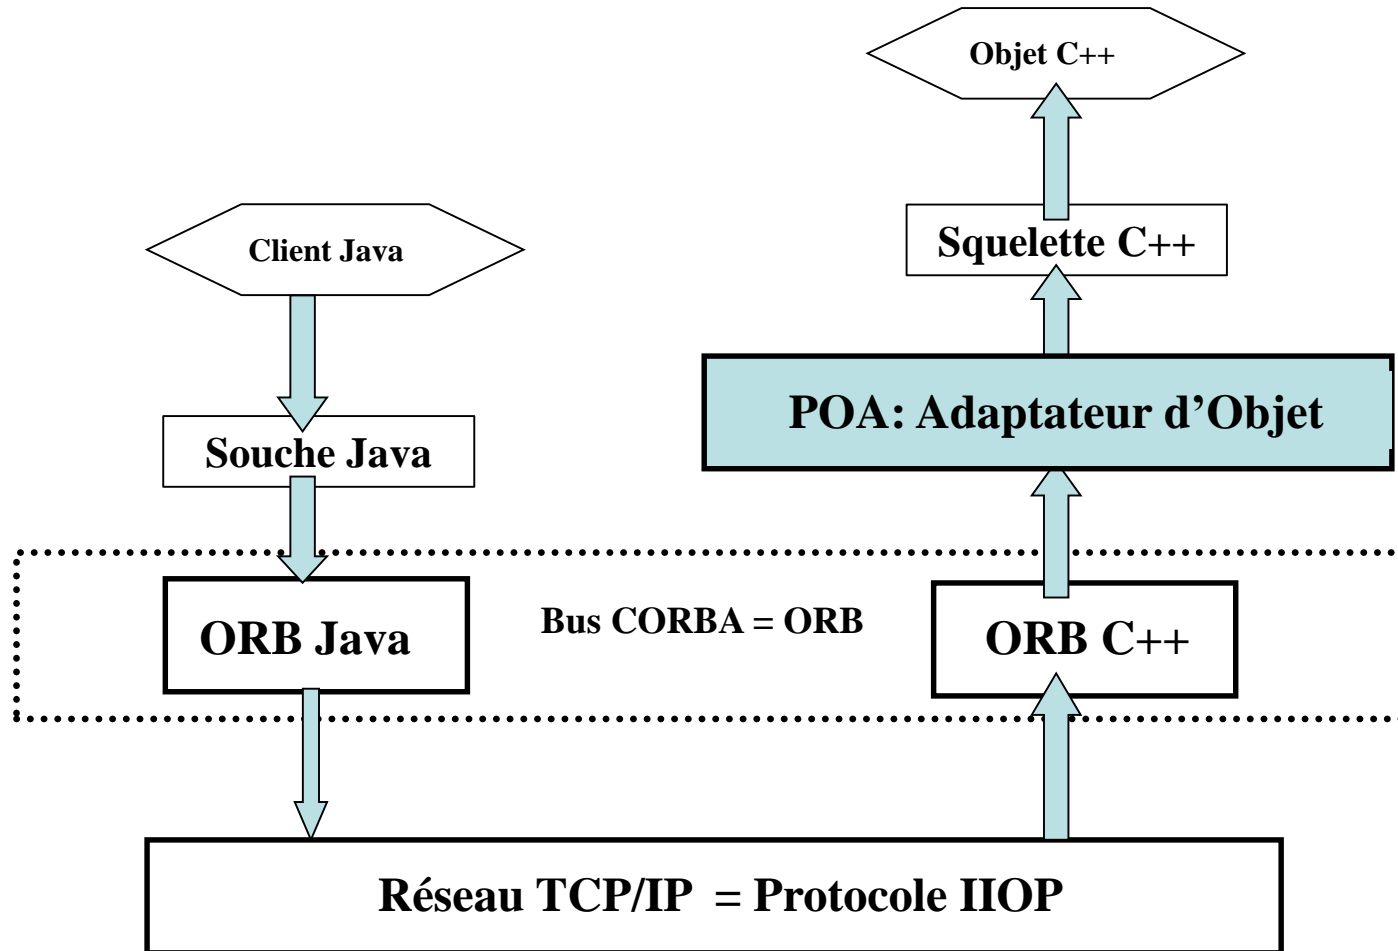 Objet C++
Client Java
Squelette C++
POA: Adaptateur d’Objet
Souche Java
ORB Java
Bus CORBA = ORB
ORB C++
Réseau TCP/IP = Protocole IIOP